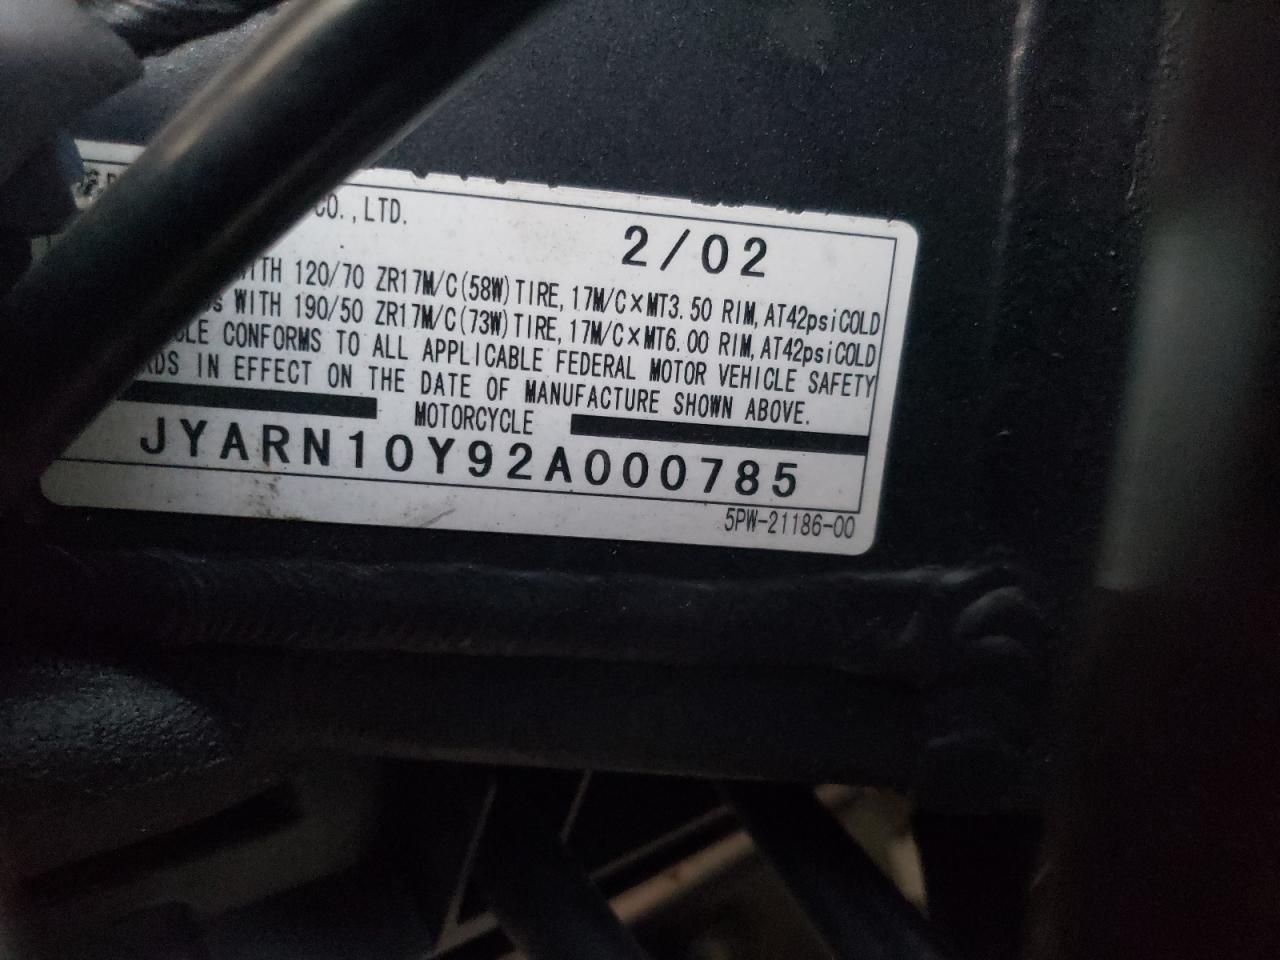 CO.,LTD.
2/02
WITH 120/70 ZR17M/C(58W)TIRE, 17M/C×MT3.50 RIM, AT42psiCOLD
WITH 190/50 ZR17M/C(73W)TIRE, 17M/C×MT6.00 RIM, AT42psiCOLD
CONFORMS TO ALL APPLICABLE FEDERAL MOTOR VEHICLE SAFETY
IN EFFECT ON THE DATE OF MANUFACTURE SHOWN ABOVE.
MOTORCYCLE
JYARN10Y92A000785
5PW-21186-00